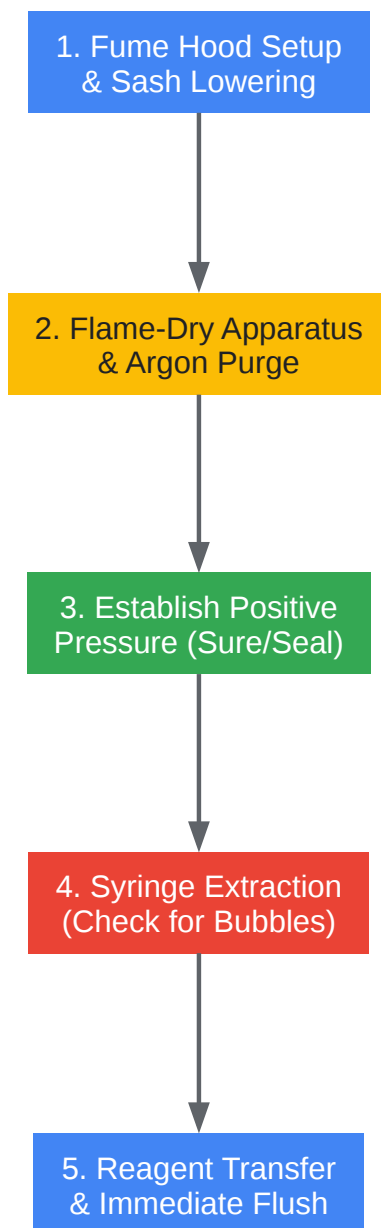 1. Fume Hood Setup
& Sash Lowering
2. Flame-Dry Apparatus
& Argon Purge
3. Establish Positive
Pressure (Sure/Seal)
4. Syringe Extraction
(Check for Bubbles)
5. Reagent Transfer
& Immediate Flush